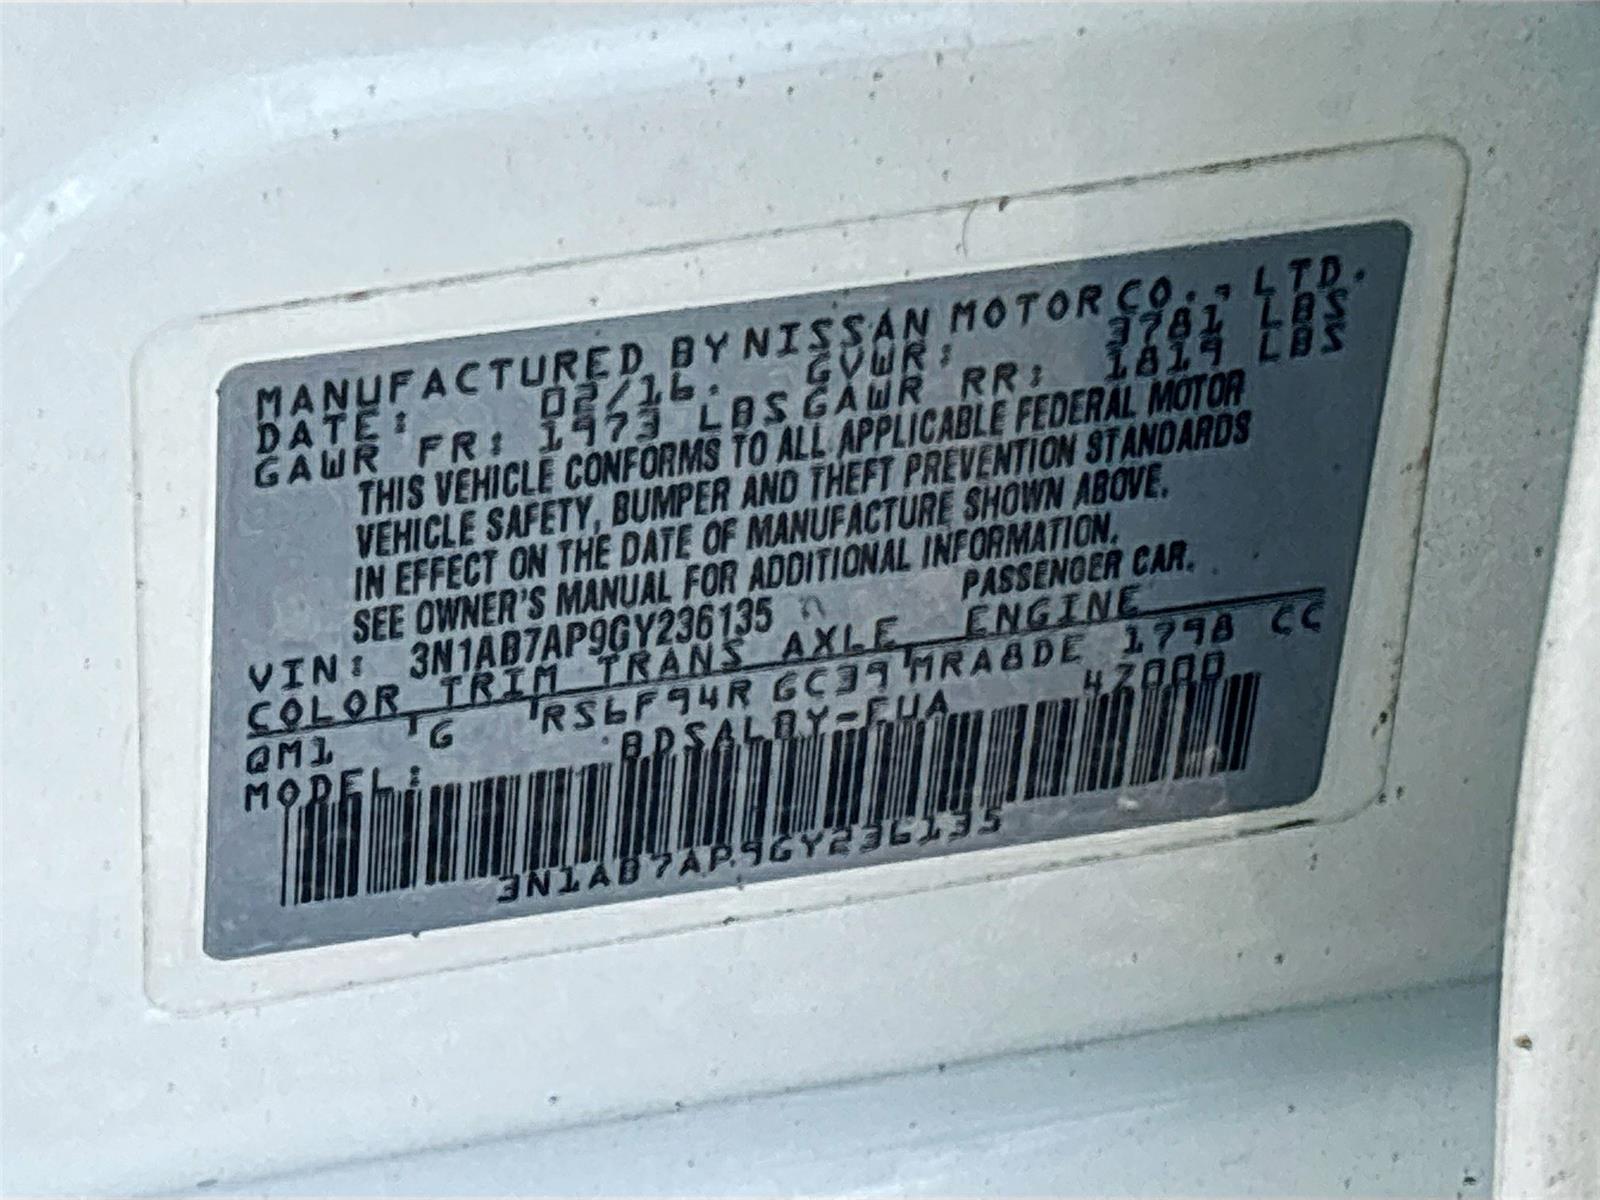 MANUFACTURED BY NISSAN MOTOR CO., LTD.
DATE: 02/16. GVWR: 3781 LBS
GAWR FR: 1973 LBS GAWR RR: 1819 LBS
THIS VEHICLE CONFORMS TO ALL APPLICABLE FEDERAL MOTOR
VEHICLE SAFETY, BUMPER AND THEFT PREVENTION STANDARDS
IN EFFECT ON THE DATE OF MANUFACTURE SHOWN ABOVE.
SEE OWNER'S MANUAL FOR ADDITIONAL INFORMATION.
VIN: 3N1AB7AP9GY236135 PASSENGER CAR.
COLOR TRIM TRANS AXLE ENGINE
QM1 G RS6F94R GC39 MRA8DE 1798 CC
MODEL: BDSALBY-EUA 47000
3N1AB7AP9GY236135